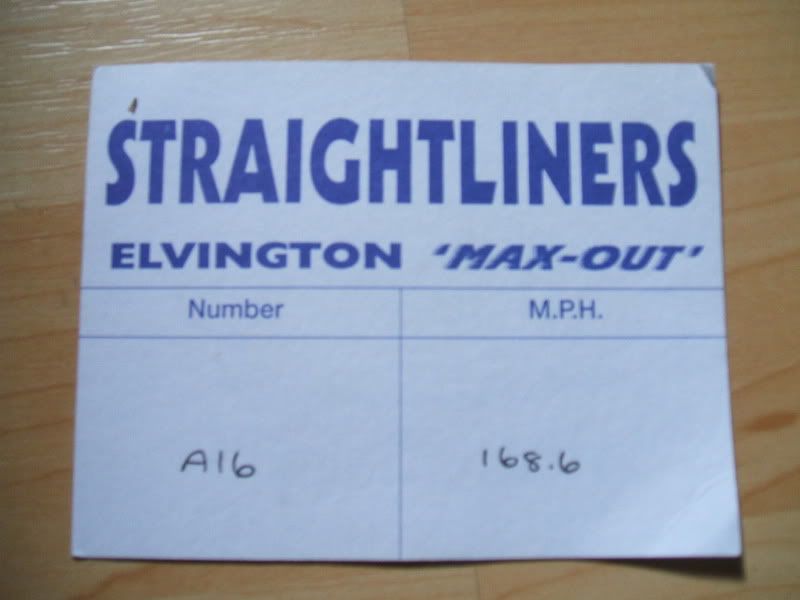 STRAIGHTLINERS
ELVINGTON 'MAX-OUT'
Number M.P.H.
A16 168.6